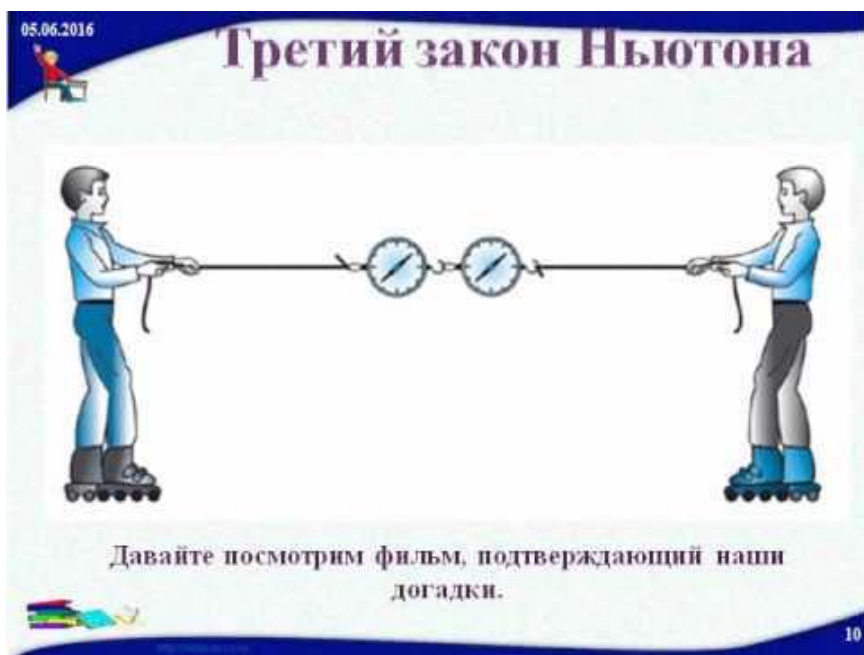 05.06.2016
Третий закон Ньютона
Давайте посмотрим фильм, подтверждающий наши
догадки.
10